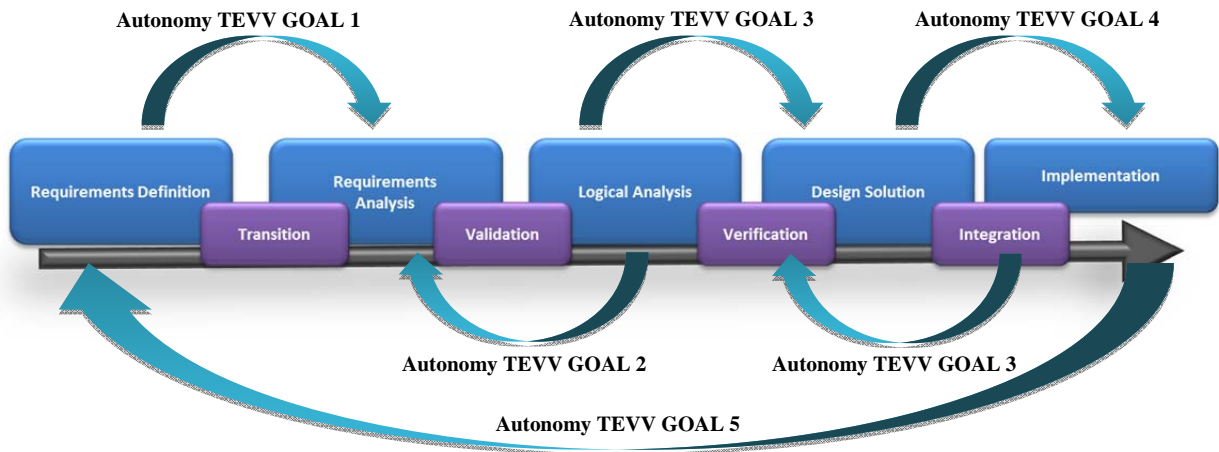 Autonomy TEVV GOAL 1
Autonomy TEVV GOAL 3
Autonomy TEVV GOAL 4
Requirements Definition
Requirements
Analysis
Logical Analysis
Design Solution
Implementation
Transition
Validation
Verification
Integration
Autonomy TEVV GOAL 2
Autonomy TEVV GOAL 3
Autonomy TEVV GOAL 5